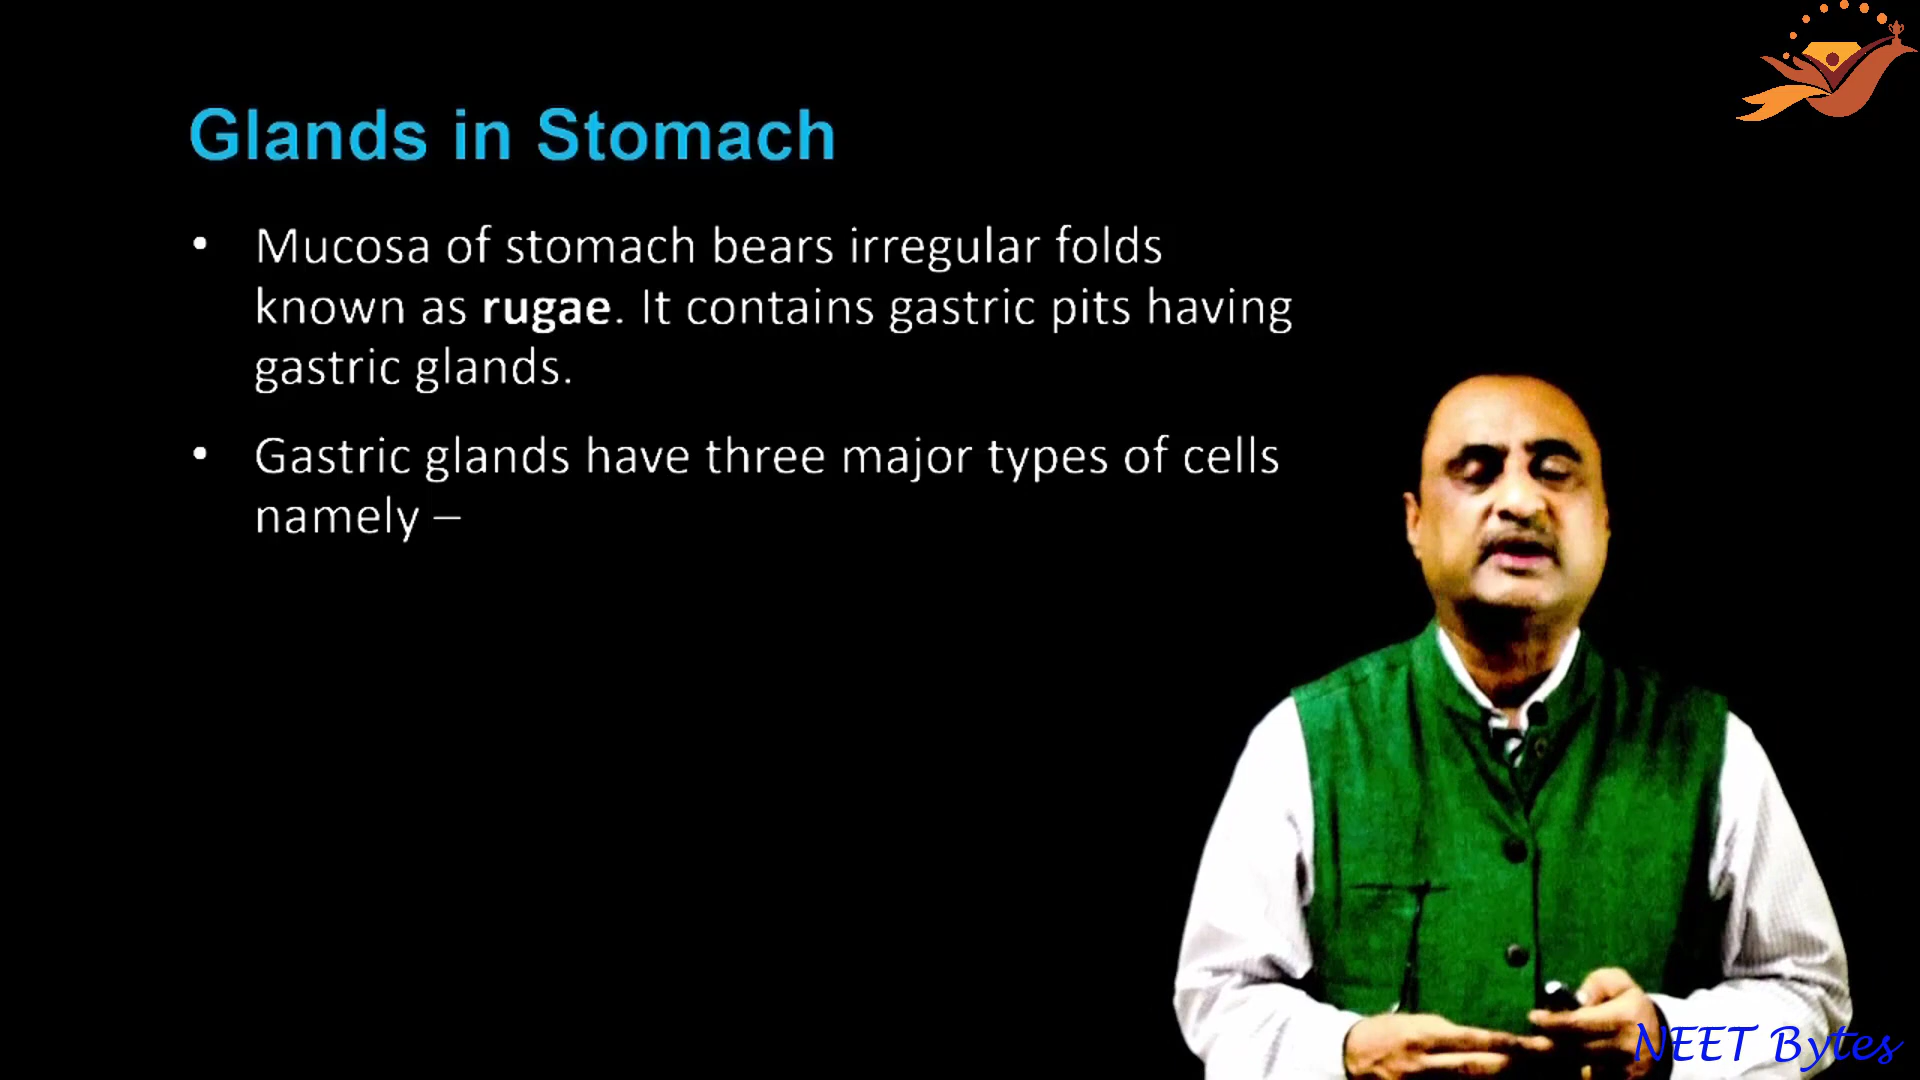 Glands in Stomach
• Mucosa of stomach bears irregular folds
known as rugae. It contains gastric pits having
gastric glands.
• Gastric glands have three major types of cells
namely –
NEET Bytes